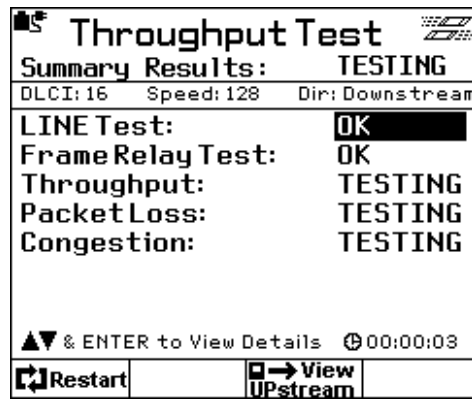 Throughput Test
Summary Results: TESTING
DLCI: 16 Speed: 128 Dir: Downstream
LINE Test: OK
Frame Relay Test: OK
Throughput: TESTING
Packet Loss: TESTING
Congestion: TESTING
▲▼ & ENTER to View Details 00:00:03
Restart → View
UPstream